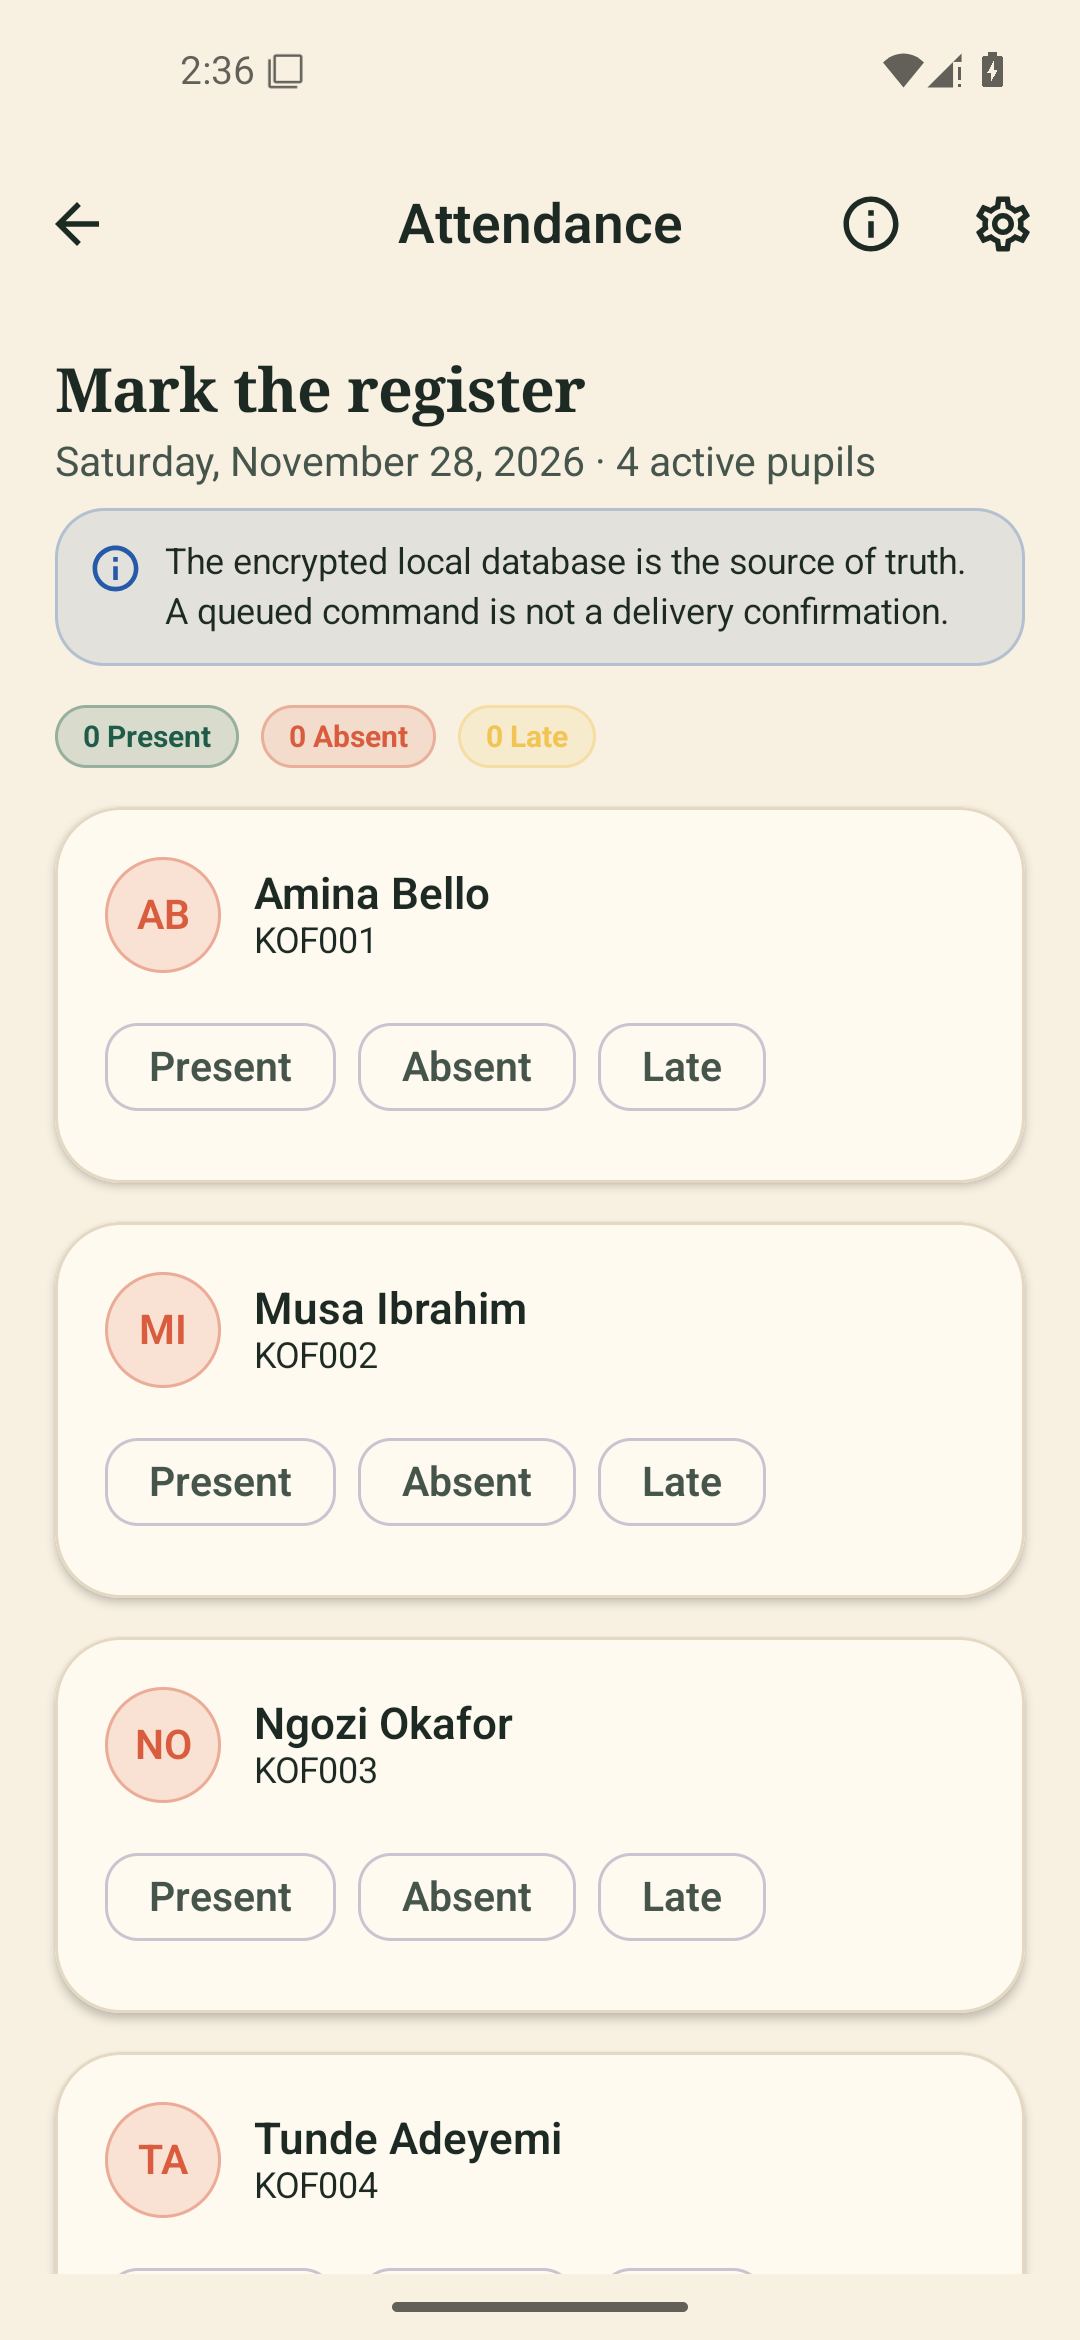 2:36
Attendance
Mark the register
Saturday, November 28, 2026 · 4 active pupils
The encrypted local database is the source of truth.
A queued command is not a delivery confirmation.
0 Present 0 Absent 0 Late
AB
Amina Bello
KOF001
Present Absent Late
MI
Musa Ibrahim
KOF002
Present Absent Late
NO
Ngozi Okafor
KOF003
Present Absent Late
TA
Tunde Adeyemi
KOF004